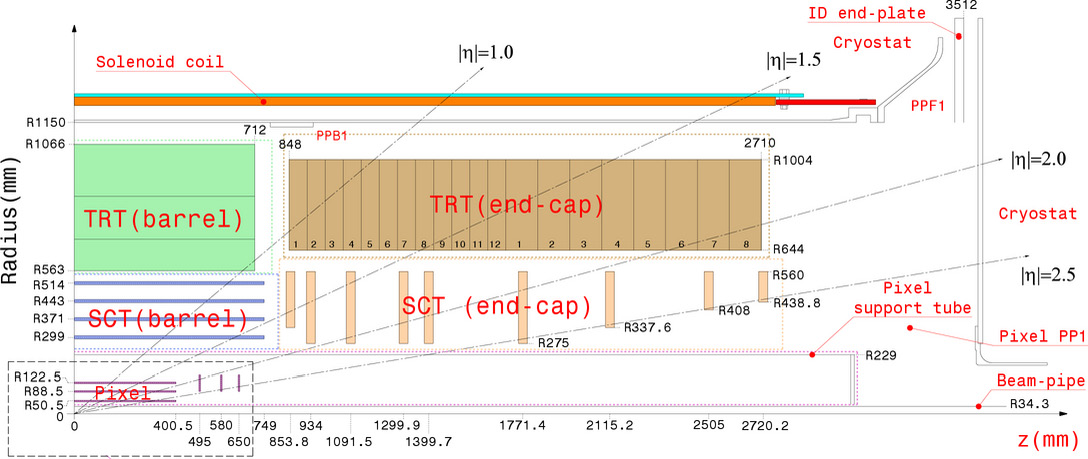 3512
ID end-plate
Cryostat
|η|=1.0
|η|=1.5
Solenoid coil
PPF1
R1150
712
PPB1
R1066
848
2710
R1004
|η|=2.0
TRT(barrel)
TRT(end-cap)
Cryostat
Radius(mm)
1 2 3 4 5 6 7 8 9 10 11 12 1 2 3 4 5 6 7 8
R644
R563
R560
|η|=2.5
R514
R443
R371
R299
SCT(barrel)
SCT (end-cap)
R438.8
R408
R337.6
R275
Pixel
support tube
Pixel PP1
R229
R122.5
R88.5
R50.5
0
Pixel
Beam-pipe
R34.3
0
400.5 580 749 934 1299.9 1771.4 2115.2 2505 2720.2
495 650 853.8 1091.5 1399.7
z(mm)